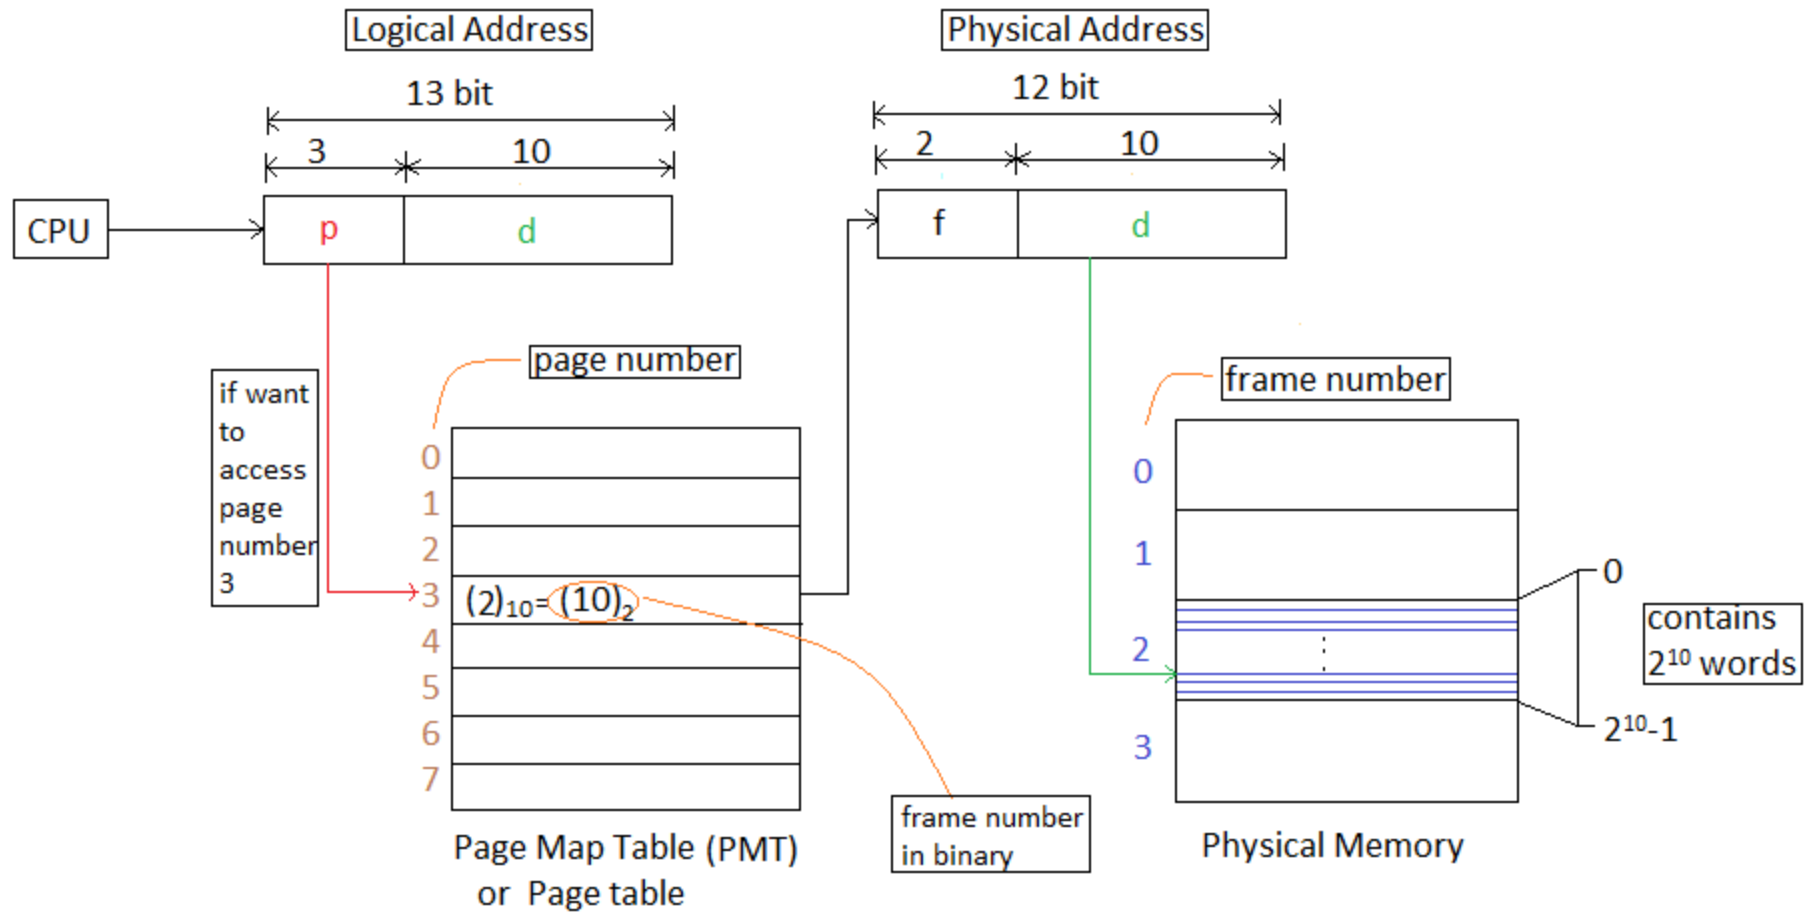 Logical Address
Physical Address
13 bit
12 bit
3
10
2
10
CPU
p
d
f
d
page number
frame number
if want
to
access
page
number
3
0
1
2
3
4
5
6
7
(2)₁₀=(10)₂
0
1
2
3
0
contains
2¹⁰ words
2¹⁰-1
frame number
in binary
Page Map Table (PMT)
or Page table
Physical Memory